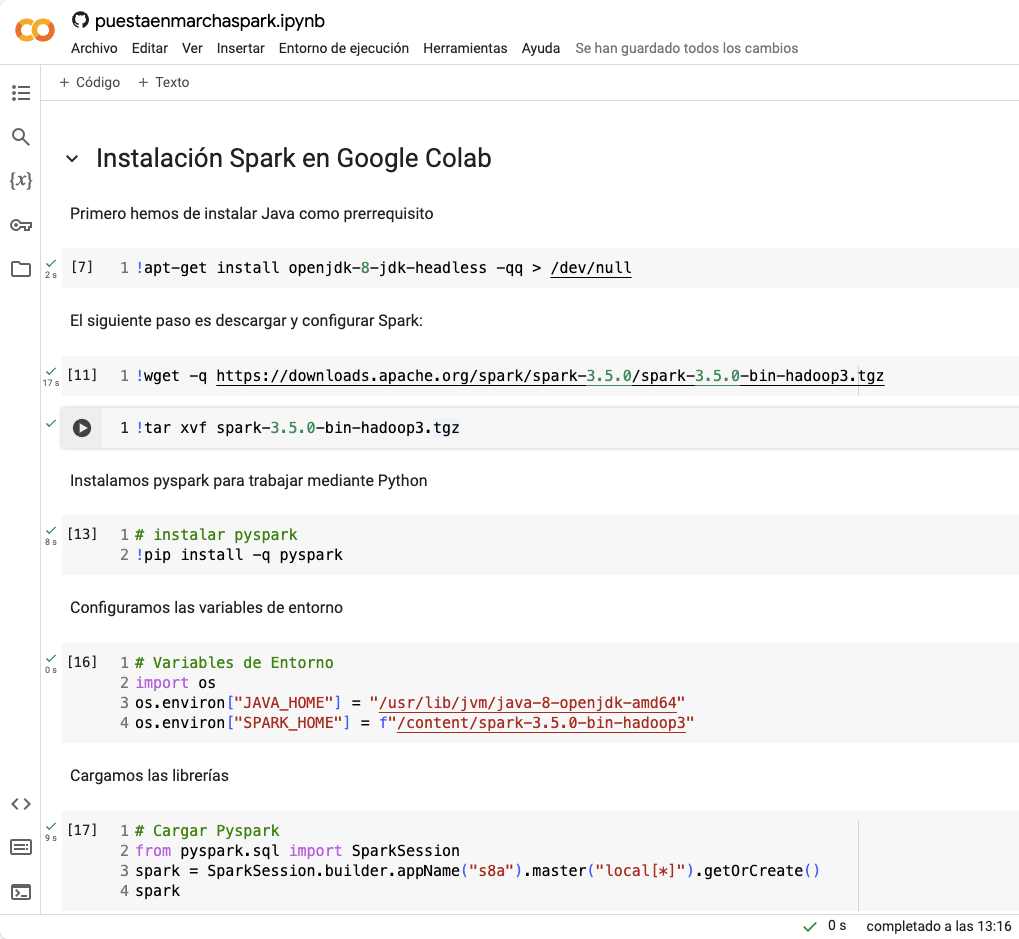 puestaenmarchaspark.ipynb
Archivo Editar Ver Insertar Entorno de ejecución Herramientas Ayuda Se han guardado todos los cambios
+ Código + Texto
Instalación Spark en Google Colab
{x}
Primero hemos de instalar Java como prerrequisito
[7] 1 !apt-get install openjdk-8-jdk-headless -qq > /dev/null
2 s
El siguiente paso es descargar y configurar Spark:
[11] 1 !wget -q https://downloads.apache.org/spark/spark-3.5.0/spark-3.5.0-bin-hadoop3.tgz
17 s
1 !tar xvf spark-3.5.0-bin-hadoop3.tgz
Instalamos pyspark para trabajar mediante Python
[13] 1 # instalar pyspark
8 s
2 !pip install -q pyspark
Configuramos las variables de entorno
[16] 1 # Variables de Entorno
0 s
2 import os
3 os.environ["JAVA_HOME"] = "/usr/lib/jvm/java-8-openjdk-amd64"
4 os.environ["SPARK_HOME"] = f"/content/spark-3.5.0-bin-hadoop3"
Cargamos las librerías
[17] 1 # Cargar Pyspark
9 s
2 from pyspark.sql import SparkSession
3 spark = SparkSession.builder.appName("s8a").master("local[*]").getOrCreate()
4 spark
0 s completado a las 13:16